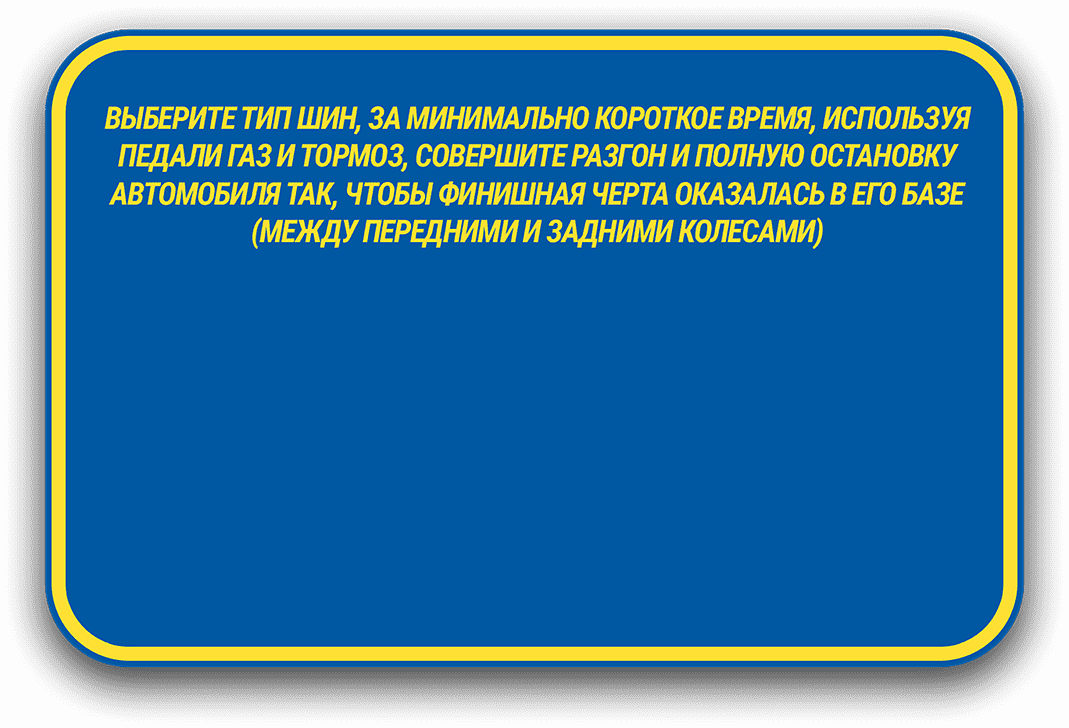 ВЫБЕРИТЕ ТИП ШИН, ЗА МИНИМАЛЬНО КОРОТКОЕ ВРЕМЯ, ИСПОЛЬЗУЯ
ПЕДАЛИ ГАЗ И ТОРМОЗ, СОВЕРШИТЕ РАЗГОН И ПОЛНУЮ ОСТАНОВКУ
АВТОМОБИЛЯ ТАК, ЧТОБЫ ФИНИШНАЯ ЧЕРТА ОКАЗАЛАСЬ В ЕГО БАЗЕ
(МЕЖДУ ПЕРЕДНИМИ И ЗАДНИМИ КОЛЕСАМИ)